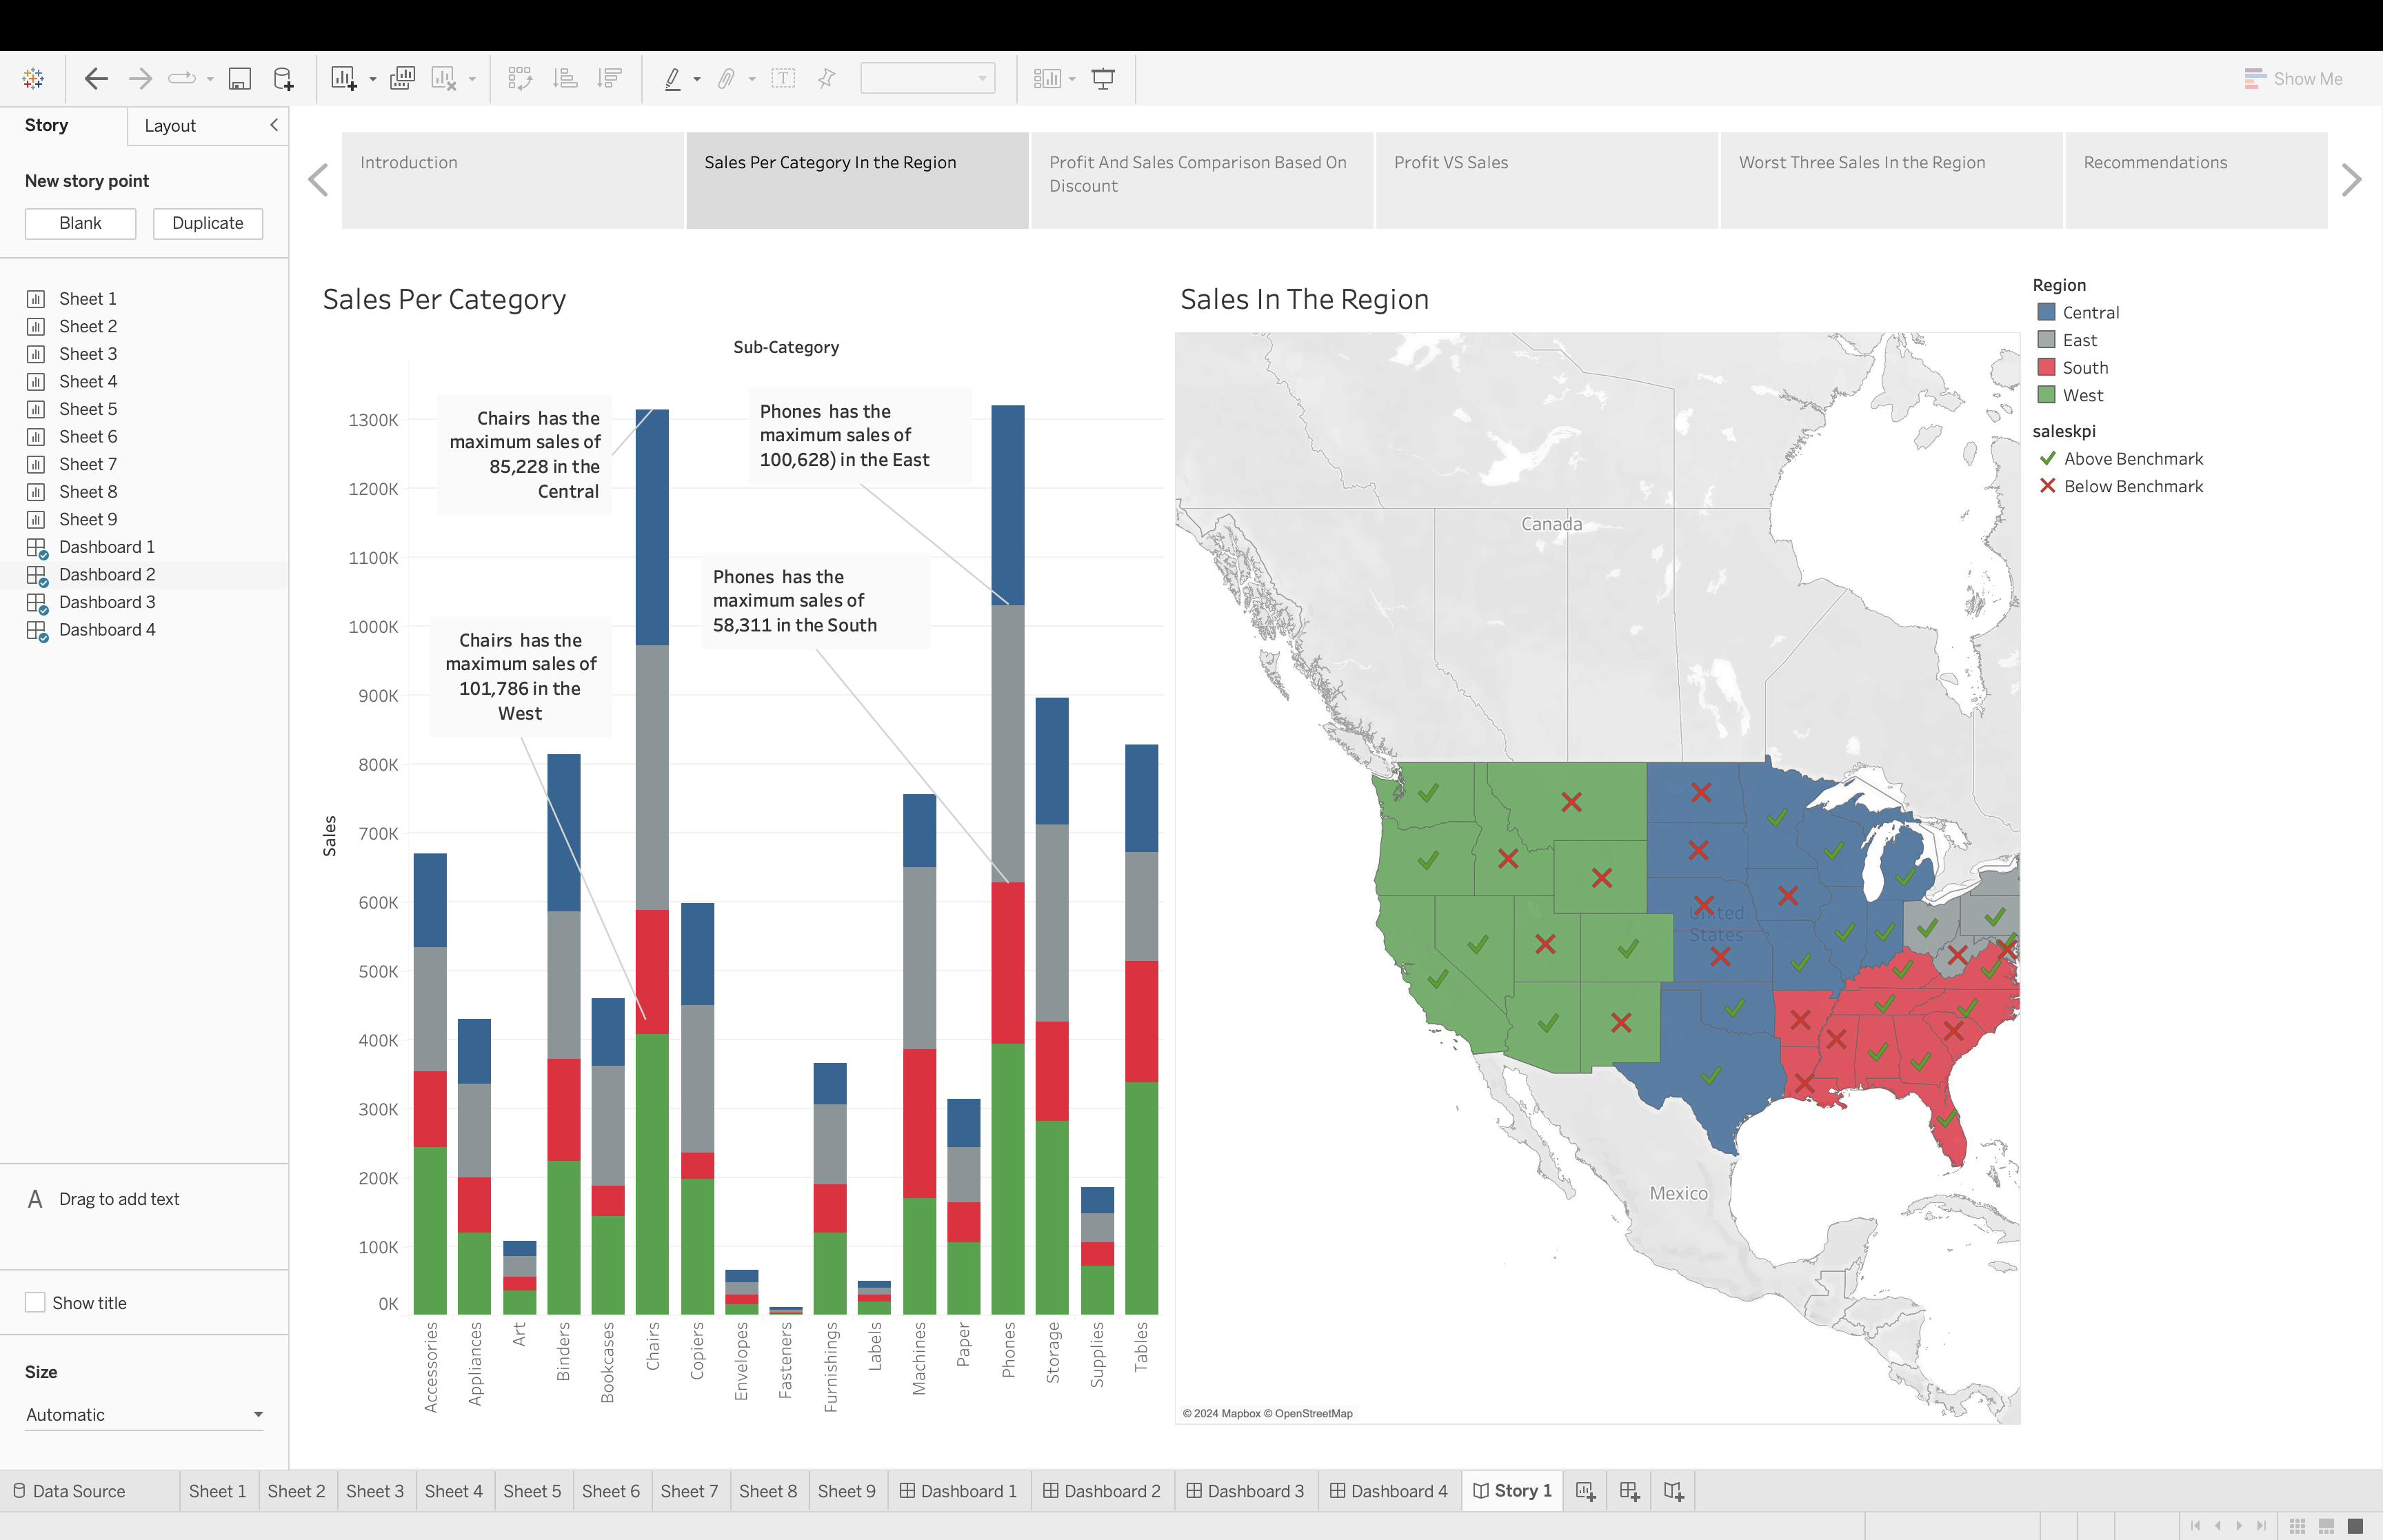 Show Me
Story
Layout
New story point
Blank
Duplicate
Sheet 1
Sheet 2
Sheet 3
Sheet 4
Sheet 5
Sheet 6
Sheet 7
Sheet 8
Sheet 9
Dashboard 1
Dashboard 2
Dashboard 3
Dashboard 4
A Drag to add text
Show title
Size
Automatic
Introduction
Sales Per Category In the Region
Profit And Sales Comparison Based On
Discount
Profit VS Sales
Worst Three Sales In the Region
Recommendations
Sales Per Category
Sub-Category
Sales
1300K
1200K
1100K
1000K
900K
800K
700K
600K
500K
400K
300K
200K
100K
0K
Chairs has the
maximum sales of
85,228 in the
Central
Phones has the
maximum sales of
100,628) in the East
Phones has the
maximum sales of
58,311 in the South
Chairs has the
maximum sales of
101,786 in the
West
Accessories
Appliances
Art
Binders
Bookcases
Chairs
Copiers
Envelopes
Fasteners
Furnishings
Labels
Machines
Paper
Phones
Storage
Supplies
Tables
Sales In The Region
Canada
United
States
Mexico
© 2024 Mapbox © OpenStreetMap
Region
Central
East
South
West
saleskpi
Above Benchmark
Below Benchmark
Data Source
Sheet 1
Sheet 2
Sheet 3
Sheet 4
Sheet 5
Sheet 6
Sheet 7
Sheet 8
Sheet 9
Dashboard 1
Dashboard 2
Dashboard 3
Dashboard 4
Story 1